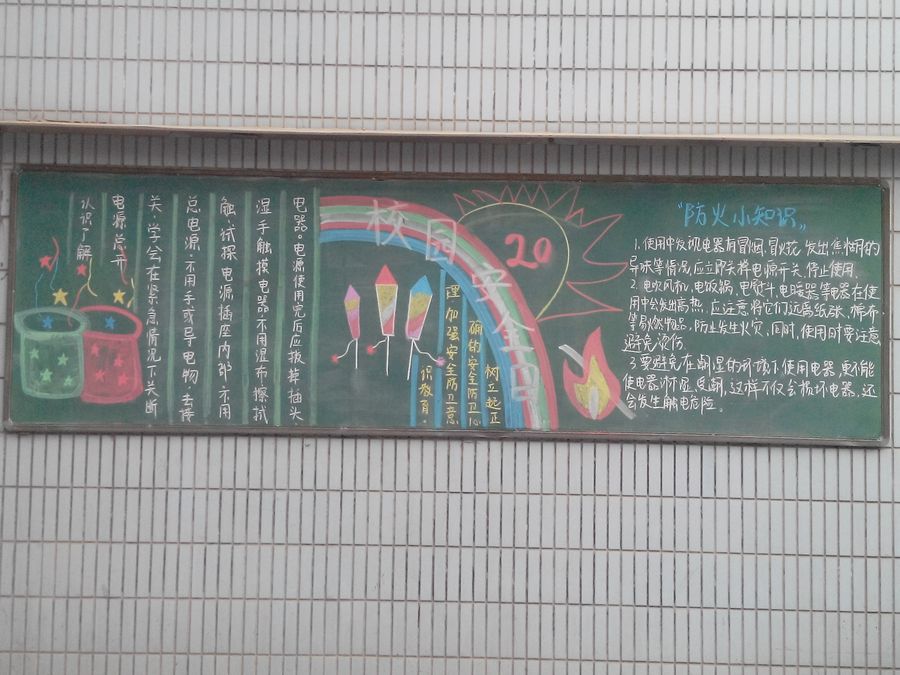 认识了解
电源总开
关,学会在紧急情况下关断
总电源.不用手或导电物去接
触.试探电源插座内部.不用
湿手触摸电器不用湿布擦拭
电器。电源使用完后应拔掉插头.
校园安全日
20
树立起正
确的安全防卫心
理.加强安全防卫意
识教育.
“防火小知识„
1.使用中发现电器有冒烟,冒火花,发出焦糊的
异味等情况,应立即关掉电源开关,停止使用.
2.电吹风机,电饭锅,电熨斗,电暖器等电器在使
用中会发出高热,应注意将它们远离纸张,棉布
等易燃物品,防止发生火灾,同时,使用时要注意
避免烫伤.
3.要避免在潮湿的环境下使用电器,更不能
使电器淋湿,受潮,这样不仅会损坏电器,还
会发生触电危险。